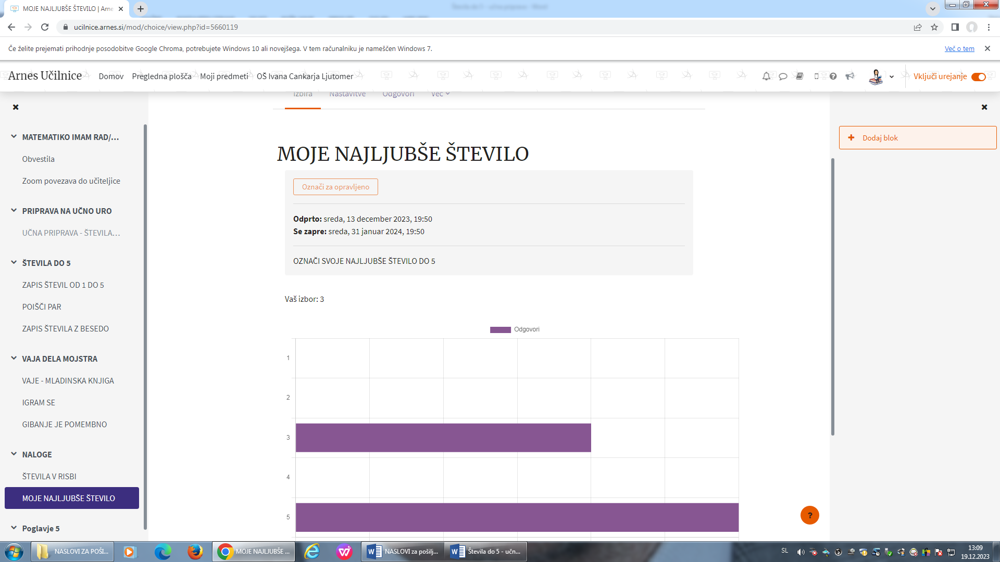 MOJE NAJLJUBŠE ŠTEVILO | Arne
ucilnice.arnes.si/mod/choice/view.php?id=5660119
Če želite prejemati prihodnje posodobitve Google Chroma, potrebujete Windows 10 ali novejšega. V tem računalniku je nameščen Windows 7.
Več o tem
Arnes Učilnice
Domov
Pregledna plošča
Moji predmeti
OŠ Ivana Cankarja Ljutomer
Vključi urejanje
Izbira
Nastavitve
Odgovori
Več
MATEMATIKO IMAM RAD/...
Obvestila
Zoom povezava do učiteljice
PRIPRAVA NA UČNO URO
UČNA PRIPRAVA - ŠTEVILA...
ŠTEVILA DO 5
ZAPIS ŠTEVIL OD 1 DO 5
POIŠČI PAR
ZAPIS ŠTEVILA Z BESEDO
VAJA DELA MOJSTRA
VAJE - MLADINSKA KNJIGA
IGRAM SE
GIBANJE JE POMEMBNO
NALOGE
ŠTEVILA V RISBI
MOJE NAJLJUBŠE ŠTEVILO
Poglavje 5
MOJE NAJLJUBŠE ŠTEVILO
Označi za opravljeno
Odprto: sreda, 13 december 2023, 19:50
Se zapre: sreda, 31 januar 2024, 19:50
OZNAČI SVOJE NAJLJUBŠE ŠTEVILO DO 5
Vaš izbor: 3
Odgovori
1
2
3
4
5
Dodaj blok
?
NASLOVI ZA POŠI...
MOJE NAJLJUBŠE ...
NASLOVI za pošilj...
Števila do 5 - učn...
SL
13:09
19.12.2023